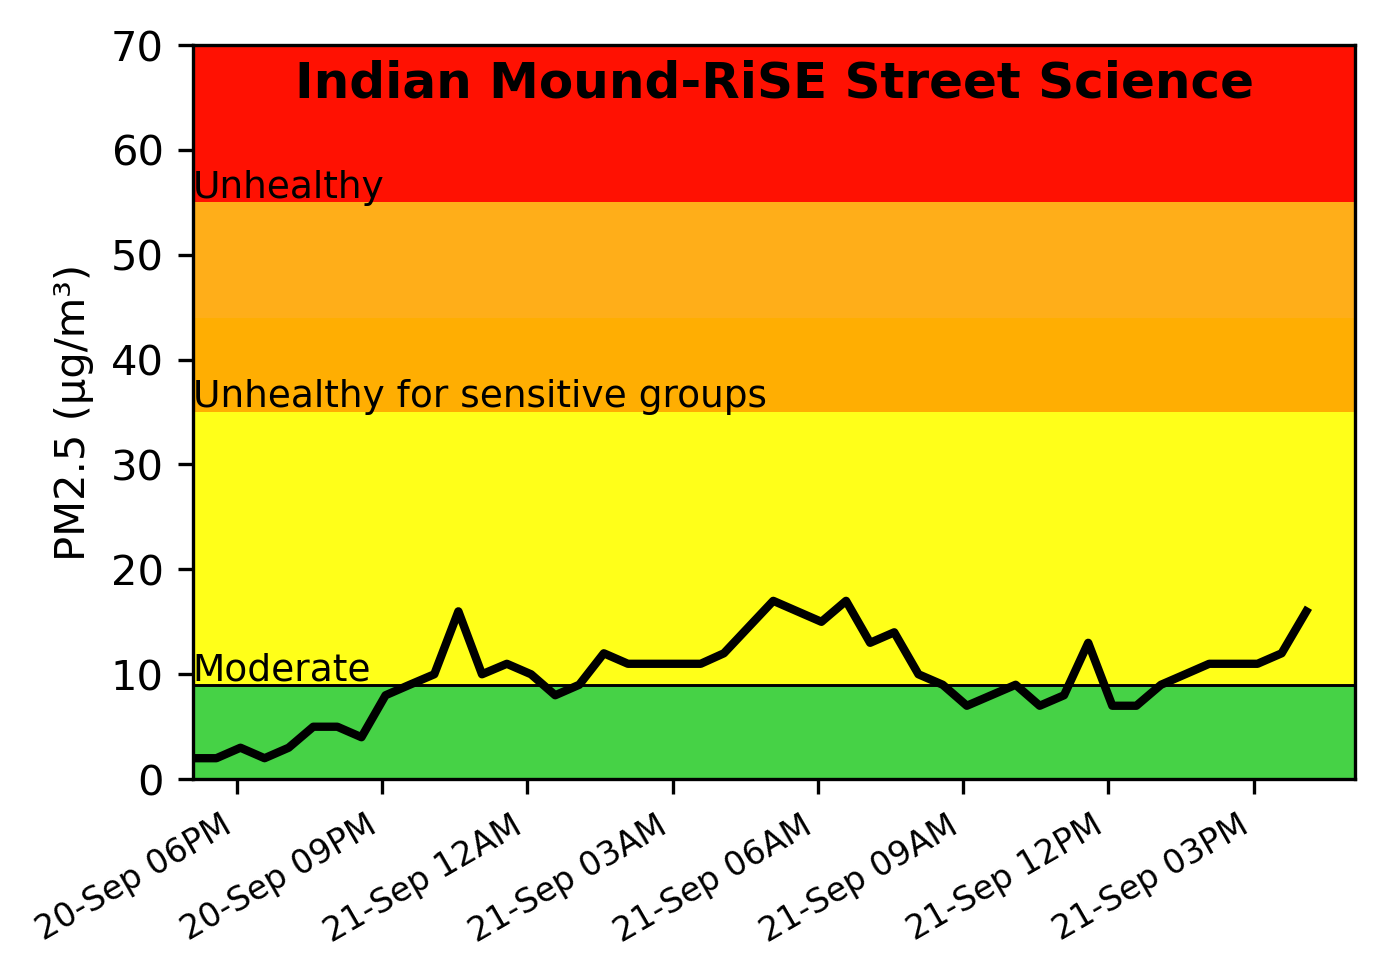 Indian Mound-RiSE Street Science
70
60
50
40
30
20
10
0
PM2.5 (µg/m³)
Unhealthy
Unhealthy for sensitive groups
Moderate
20-Sep 06PM
20-Sep 09PM
21-Sep 12AM
21-Sep 03AM
21-Sep 06AM
21-Sep 09AM
21-Sep 12PM
21-Sep 03PM